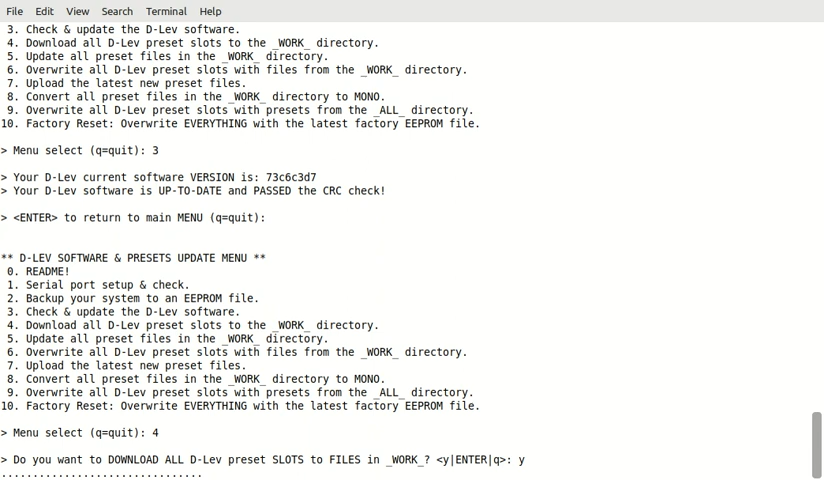 File Edit View Search Terminal Help
3. Check & update the D-Lev software.
4. Download all D-Lev preset slots to the _WORK_ directory.
5. Update all preset files in the _WORK_ directory.
6. Overwrite all D-Lev preset slots with files from the _WORK_ directory.
7. Upload the latest new preset files.
8. Convert all preset files in the _WORK_ directory to MONO.
9. Overwrite all D-Lev preset slots with presets from the _ALL_ directory.
10. Factory Reset: Overwrite EVERYTHING with the latest factory EEPROM file.
> Menu select (q=quit): 3
> Your D-Lev current software VERSION is: 73c6c3d7
> Your D-Lev software is UP-TO-DATE and PASSED the CRC check!
> <ENTER> to return to main MENU (q=quit):
** D-LEV SOFTWARE & PRESETS UPDATE MENU **
0. README!
1. Serial port setup & check.
2. Backup your system to an EEPROM file.
3. Check & update the D-Lev software.
4. Download all D-Lev preset slots to the _WORK_ directory.
5. Update all preset files in the _WORK_ directory.
6. Overwrite all D-Lev preset slots with files from the _WORK_ directory.
7. Upload the latest new preset files.
8. Convert all preset files in the _WORK_ directory to MONO.
9. Overwrite all D-Lev preset slots with presets from the _ALL_ directory.
10. Factory Reset: Overwrite EVERYTHING with the latest factory EEPROM file.
> Menu select (q=quit): 4
> Do you want to DOWNLOAD ALL D-Lev preset SLOTS to FILES in _WORK_? <y|ENTER|q>: y
................................